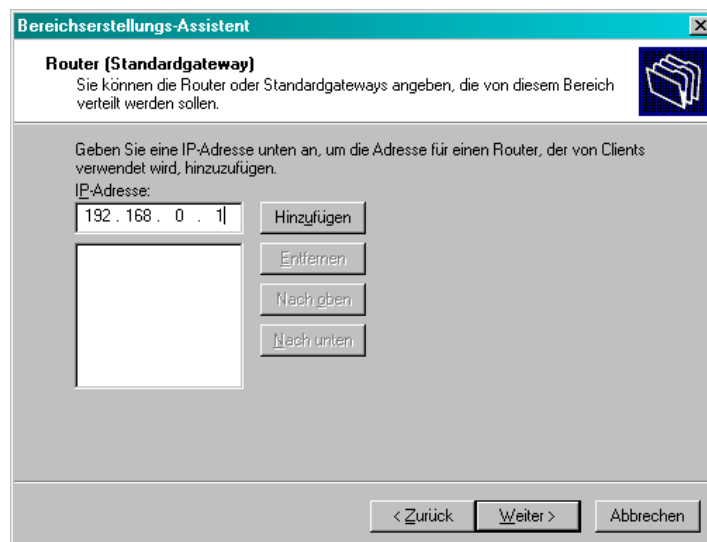 Bereichserstellungs-Assistent
Router (Standardgateway)
Sie können die Router oder Standardgateways angeben, die von diesem Bereich
verteilt werden sollen.
Geben Sie eine IP-Adresse unten an, um die Adresse für einen Router, der von Clients
verwendet wird, hinzuzufügen.
IP-Adresse:
192 . 168 . 0 . 1
Hinzufügen
Entfernen
Nach oben
Nach unten
< Zurück
Weiter >
Abbrechen